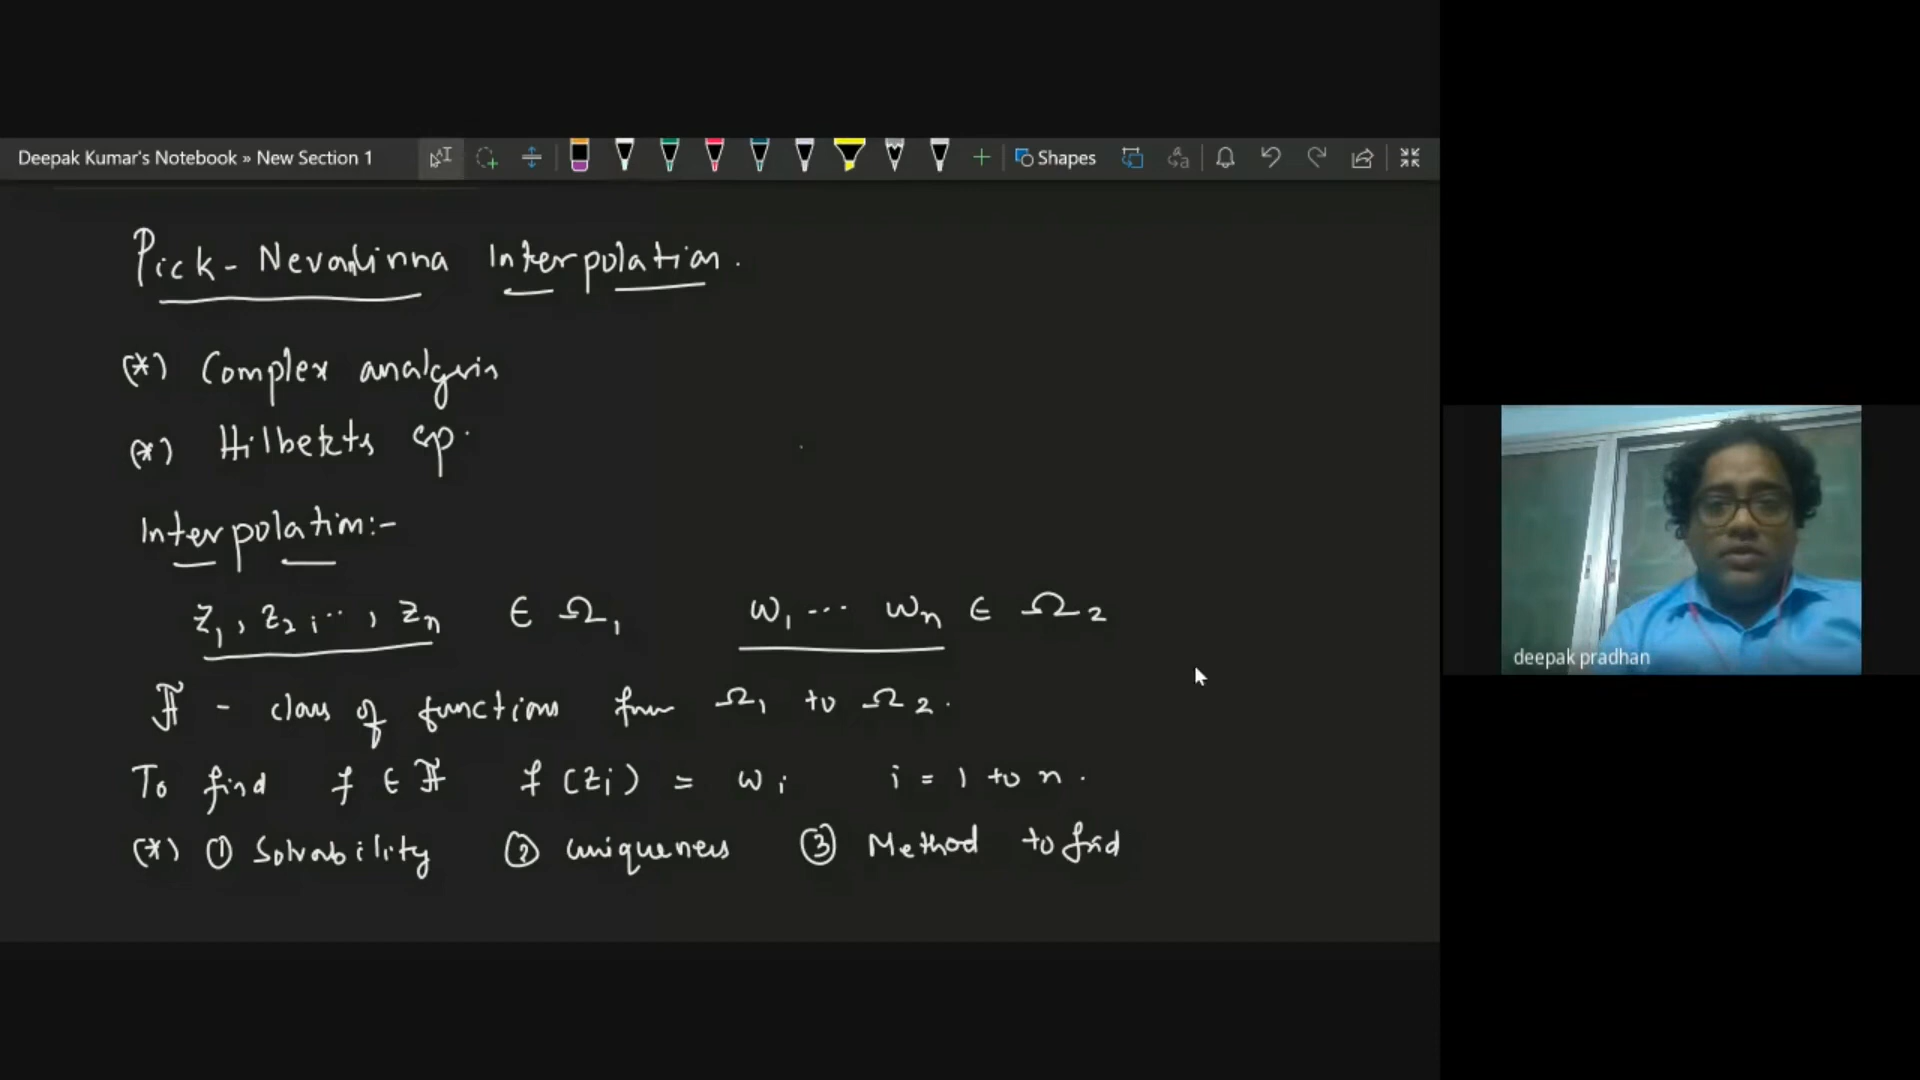 Deepak Kumar's Notebook » New Section 1
Shapes
Pick - Nevanlinna Interpolation.
(*) Complex analysis
(*) Hilberts sp.
Interpolation:-
z₁, z₂, ..., zₙ ∈ Ω₁ w₁ ... wₙ ∈ Ω₂
𝓕 - class of functions from Ω₁ to Ω₂.
To find f ∈ 𝓕 f(zᵢ) = wᵢ i = 1 to n.
(*) ① Solvability ② uniqueness ③ Method to find
deepak pradhan